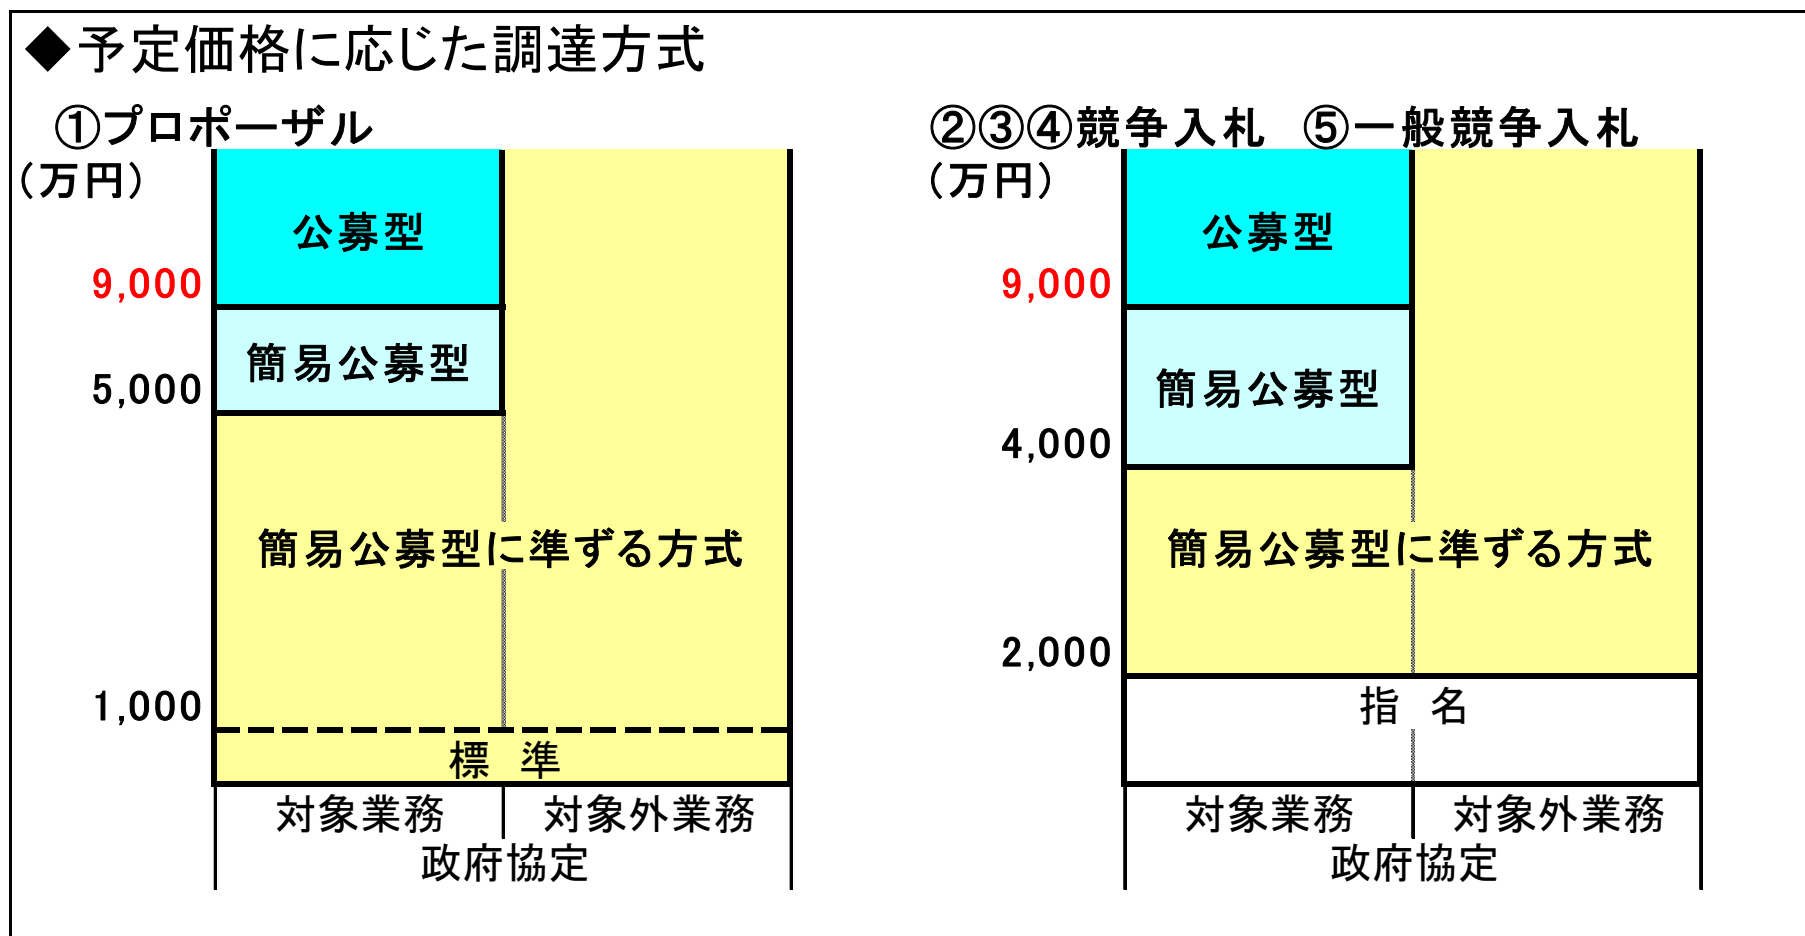 ◆予定価格に応じた調達方式
①プロポーザル
(万円)
公募型
9,000
簡易公募型
5,000
簡易公募型に準ずる方式
1,000
標 準
対象業務 対象外業務
政府協定
②③④競争入札 ⑤一般競争入札
(万円)
公募型
9,000
簡易公募型
4,000
簡易公募型に準ずる方式
2,000
指 名
対象業務 対象外業務
政府協定